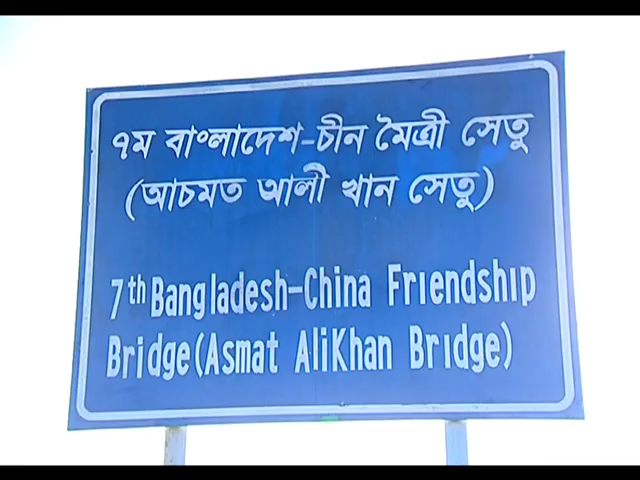 ৭ম বাংলাদেশ-চীন মৈত্রী সেতু
(আচমত আলী খান সেতু)
7th Bangladesh-China Friendship
Bridge(Asmat AliKhan Bridge)